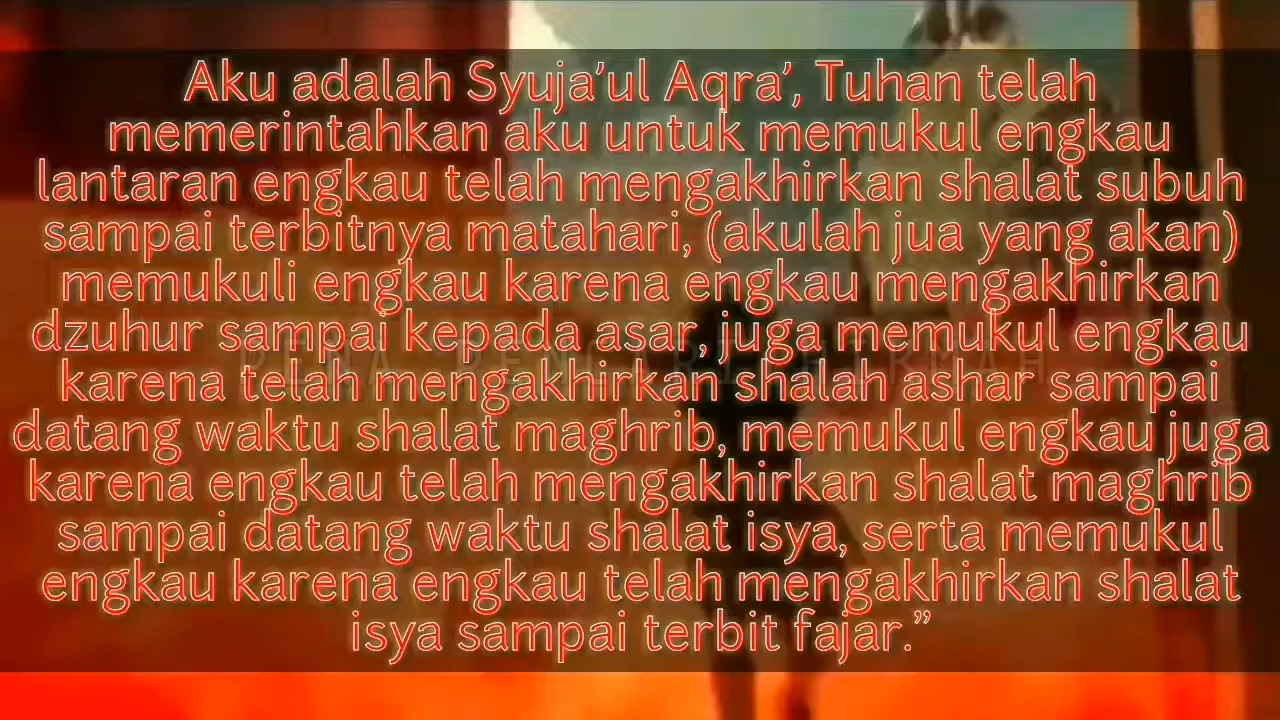 Aku adalah Syuja’ul Aqra’, Tuhan telah
memerintahkan aku untuk memukul engkau
lantaran engkau telah mengakhirkan shalat subuh
sampai terbitnya matahari, (akulah jua yang akan)
memukuli engkau karena engkau mengakhirkan
dzuhur sampai kepada asar, juga memukul engkau
karena telah mengakhirkan shalah ashar sampai
datang waktu shalat maghrib, memukul engkau juga
karena engkau telah mengakhirkan shalat maghrib
sampai datang waktu shalat isya, serta memukul
engkau karena engkau telah mengakhirkan shalat
isya sampai terbit fajar.”